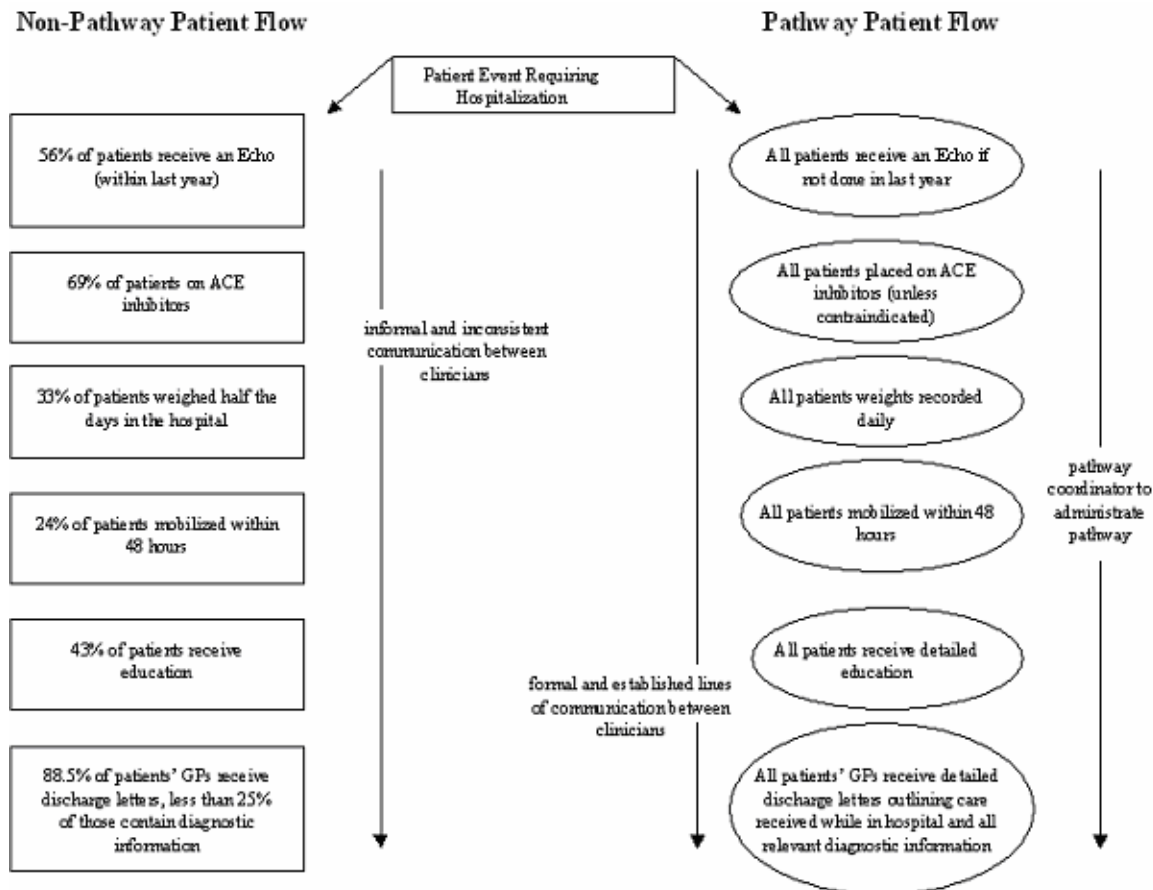 Non-Pathway Patient Flow
Pathway Patient Flow
Patient Event Requiring
Hospitalization
56% of patients receive an Echo
(within last year)
69% of patients on ACE
inhibitors
33% of patients weighed half the
days in the hospital
24% of patients mobilized within
48 hours
43% of patients receive
education
88.5% of patients' GPs receive
discharge letters, less than 25%
of those contain diagnostic
information
informal and inconsistent
communication between
clinicians
formal and established lines
of communication between
clinicians
All patients receive an Echo if
not done in last year
All patients placed on ACE
inhibitors (unless
contraindicated)
All patients weights recorded
daily
All patients mobilized within 48
hours
All patients receive detailed
education
All patients' GPs receive detailed
discharge letters outlining care
received while in hospital and all
relevant diagnostic information
pathway
coordinator to
administrate
pathway